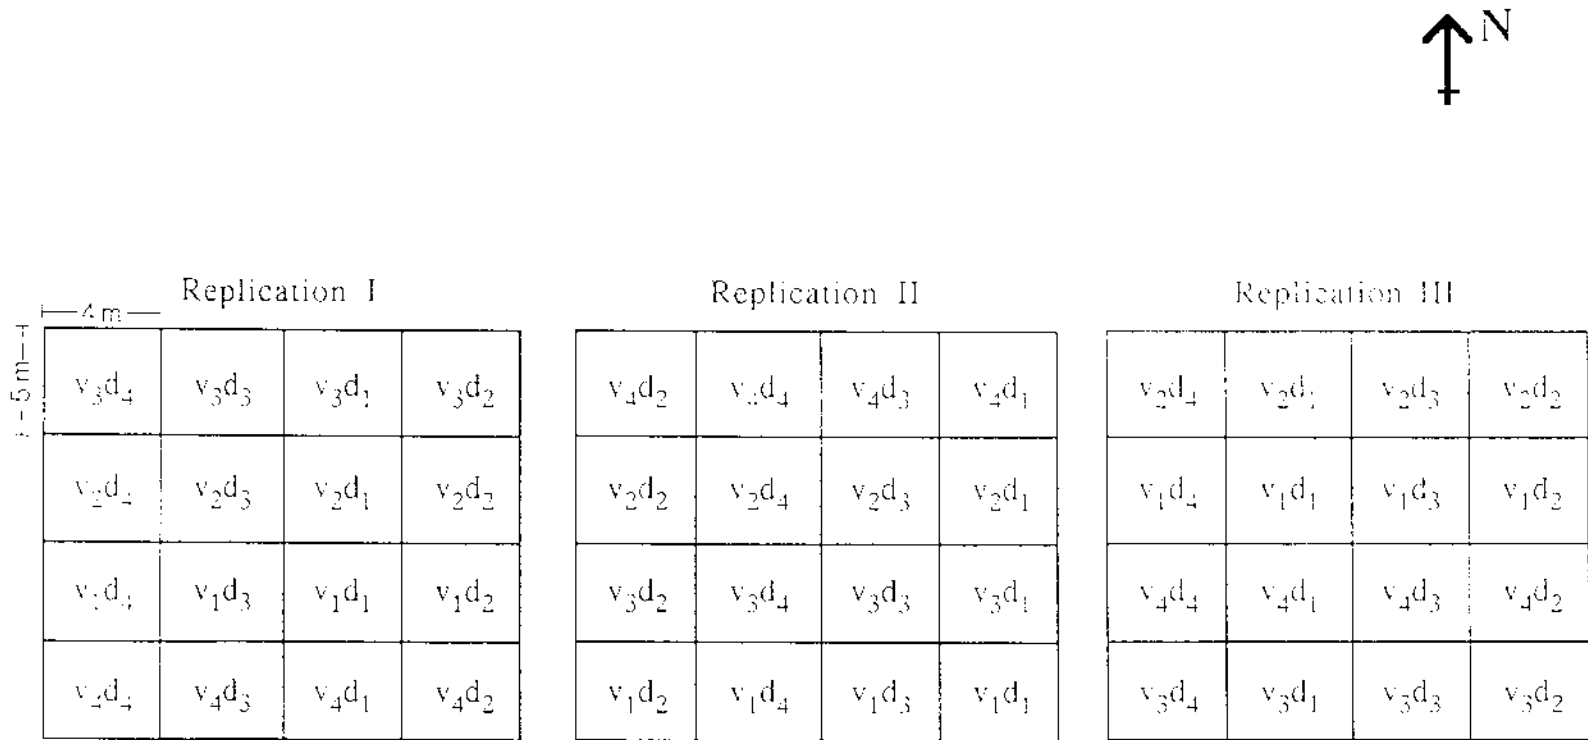 N
Replication I Replication II Replication III
4 m
5 m
v₃d₄ v₃d₃ v₃d₁ v₃d₂ v₄d₂ v₄d₄ v₄d₃ v₄d₁ v₂d₄ v₂d₁ v₂d₃ v₂d₂
v₂d₄ v₂d₃ v₂d₁ v₂d₂ v₂d₂ v₂d₄ v₂d₃ v₂d₁ v₁d₄ v₁d₁ v₁d₃ v₁d₂
v₁d₄ v₁d₃ v₁d₁ v₁d₂ v₃d₂ v₃d₄ v₃d₃ v₃d₁ v₄d₄ v₄d₁ v₄d₃ v₄d₂
v₄d₄ v₄d₃ v₄d₁ v₄d₂ v₁d₂ v₁d₄ v₁d₃ v₁d₁ v₃d₄ v₃d₁ v₃d₃ v₃d₂